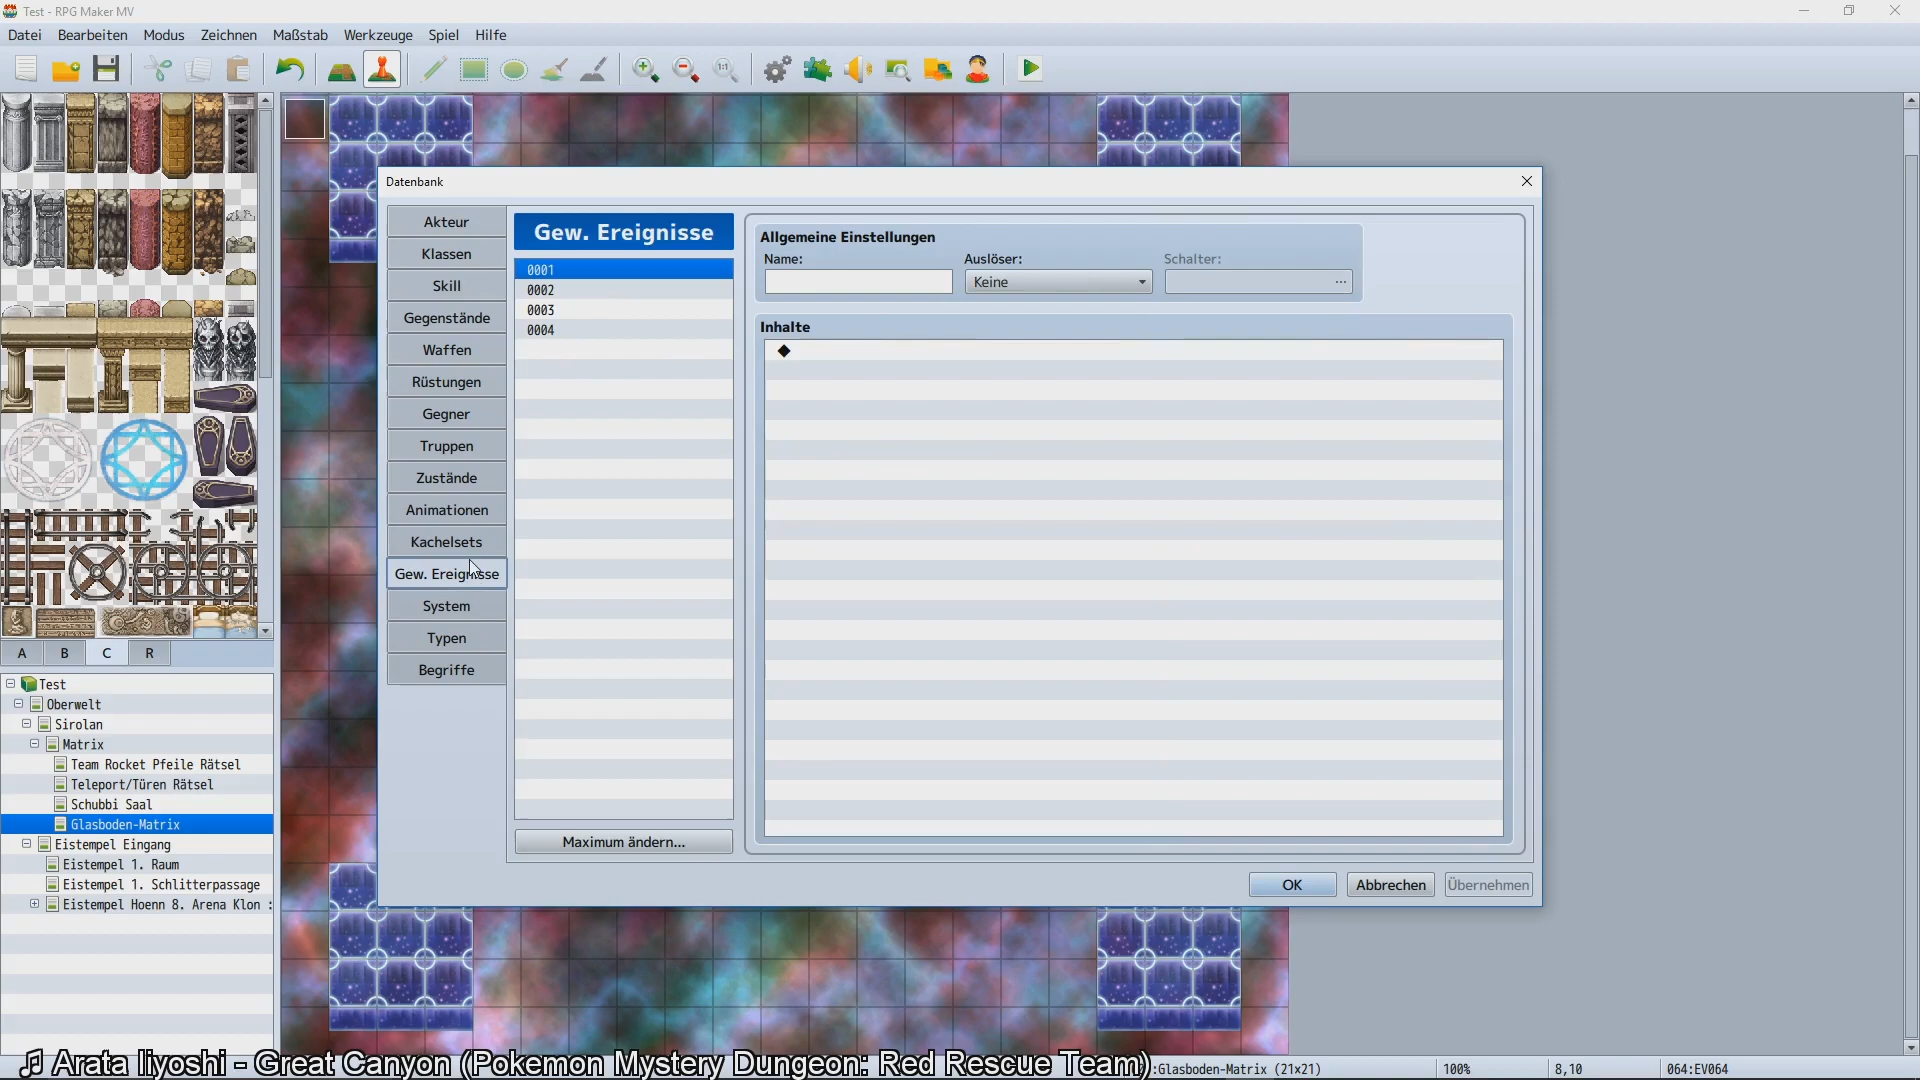 Test - RPG Maker MV
Datei Bearbeiten Modus Zeichnen Maßstab Werkzeuge Spiel Hilfe
1:1
Datenbank
Akteur
Klassen
Skill
Gegenstände
Waffen
Rüstungen
Gegner
Truppen
Zustände
Animationen
Kachelsets
Gew. Ereignisse
System
Typen
Begriffe
Gew. Ereignisse
0001
0002
0003
0004
Maximum ändern...
Allgemeine Einstellungen
Name: Auslöser: Schalter:
Keine ...
Inhalte
◆
OK Abbrechen Übernehmen
A B C R
Test
Oberwelt
Sirolan
Matrix
Team Rocket Pfeile Rätsel
Teleport/Türen Rätsel
Schubbi Saal
Glasboden-Matrix
Eistempel Eingang
Eistempel 1. Raum
Eistempel 1. Schlitterpassage
Eistempel Hoenn 8. Arena Klon :
♫ Arata Iiyoshi - Great Canyon (Pokemon Mystery Dungeon: Red Rescue Team)
:Glasboden-Matrix (21x21) 100% 8,10 064:EV064